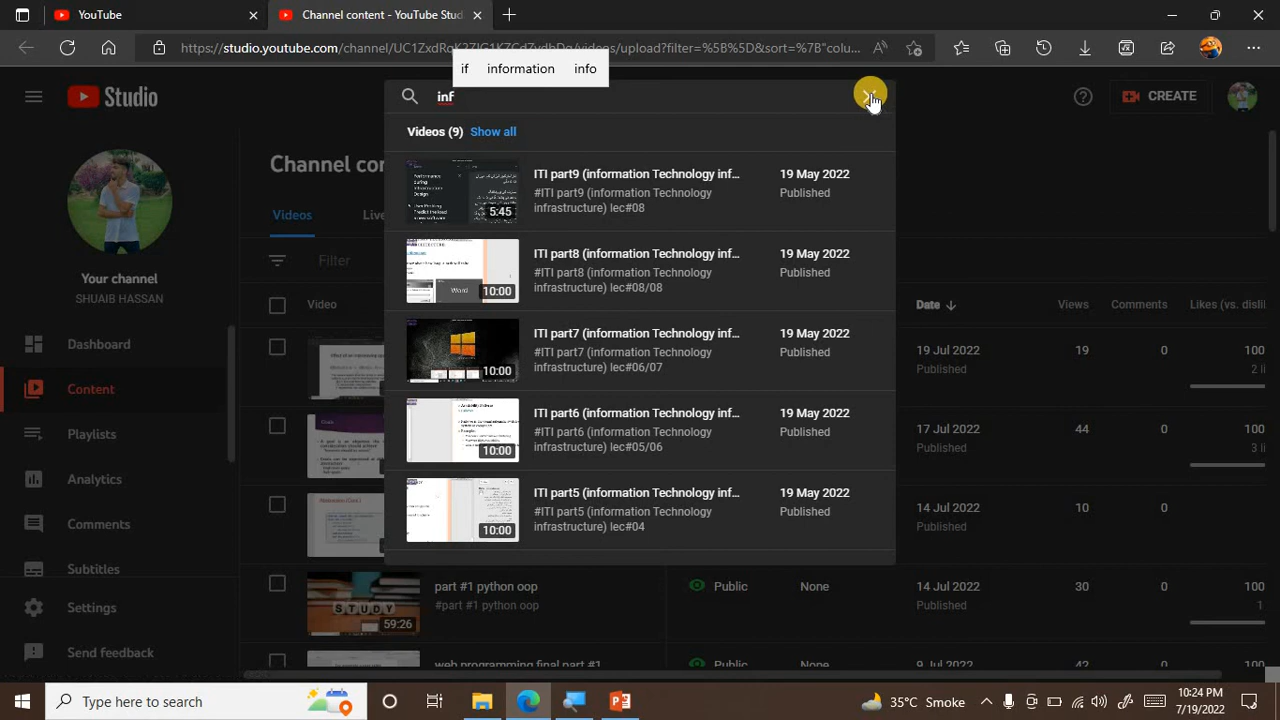 YouTube
Channel content - YouTube Stud
https://studio.youtube.com/channel/
/videos/upload?filter=%5B%5D&sort=%7B"colu...
if information info
Studio
inf
CREATE
Videos (9) Show all
Channel con
ITI part9 (information Technology inf... 19 May 2022
#ITI part9 (information Technology Published
infrastructure) lec#08
5:45
Videos Live
ITI part8 (information Technology inf... 19 May 2022
#ITI part8 (information Technology Published
infrastructure) lec#08/08
Word
10:00
Filter
Your channel
SHUAIB HASSAN
Video
Date Views Comments Likes (vs. disli
ITI part7 (information Technology inf... 19 May 2022
#ITI part7 (information Technology Published
infrastructure) lec#06/07
10:00
Dashboard
19 Jul 2022 19 0 100
Published
Content
ITI part6 (information Technology inf... 19 May 2022
#ITI part6 (information Technology Published
infrastructure) lec#06
10:00
Playlists
17 Jul 2022 44 100
Published
Analytics
ITI part5 (information Technology inf... 19 May 2022
#ITI part5 (information Technology Published
infrastructure) lec#04
10:00
Comments
14 Jul 2022 10 0 100
Published
Subtitles
part #1 python oop Public None 14 Jul 2022 30 0 100
#part #1 python oop Published
STUDY
59:26
Settings
Send feedback
web programming final part #1 Public None 9 Jul 2022 42 0 100
Type here to search
35°C Smoke
6:24 PM
7/19/2022